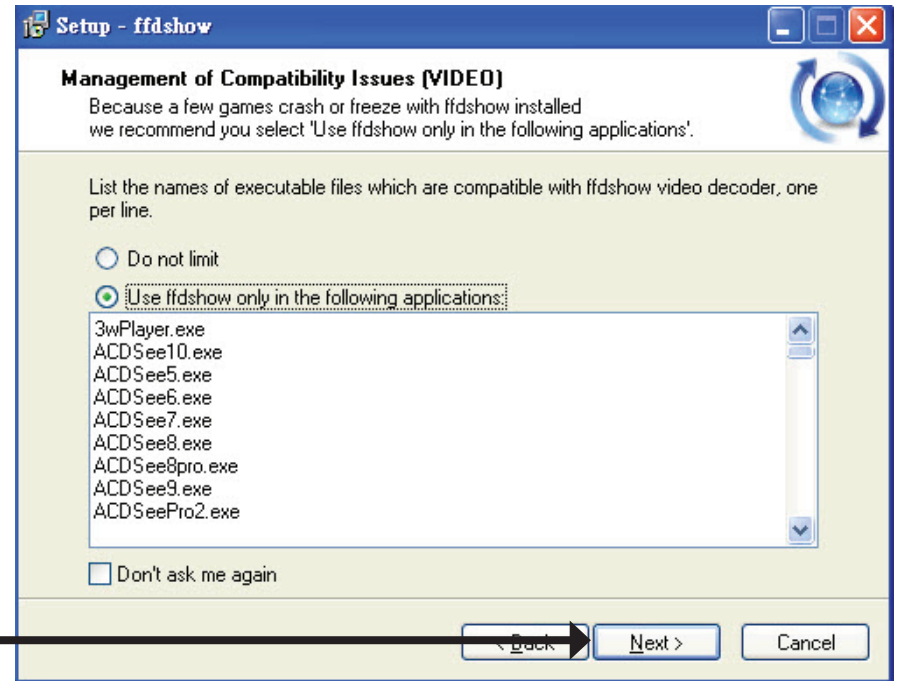 Setup - ffdshow
Management of Compatibility Issues (VIDEO)
Because a few games crash or freeze with ffdshow installed
we recommend you select 'Use ffdshow only in the following applications'.
List the names of executable files which are compatible with ffdshow video decoder, one
per line.
Do not limit
Use ffdshow only in the following applications:
3wPlayer.exe
ACDSee10.exe
ACDSee5.exe
ACDSee6.exe
ACDSee7.exe
ACDSee8.exe
ACDSee8pro.exe
ACDSee9.exe
ACDSeePro2.exe
Don't ask me again
< Back Next > Cancel